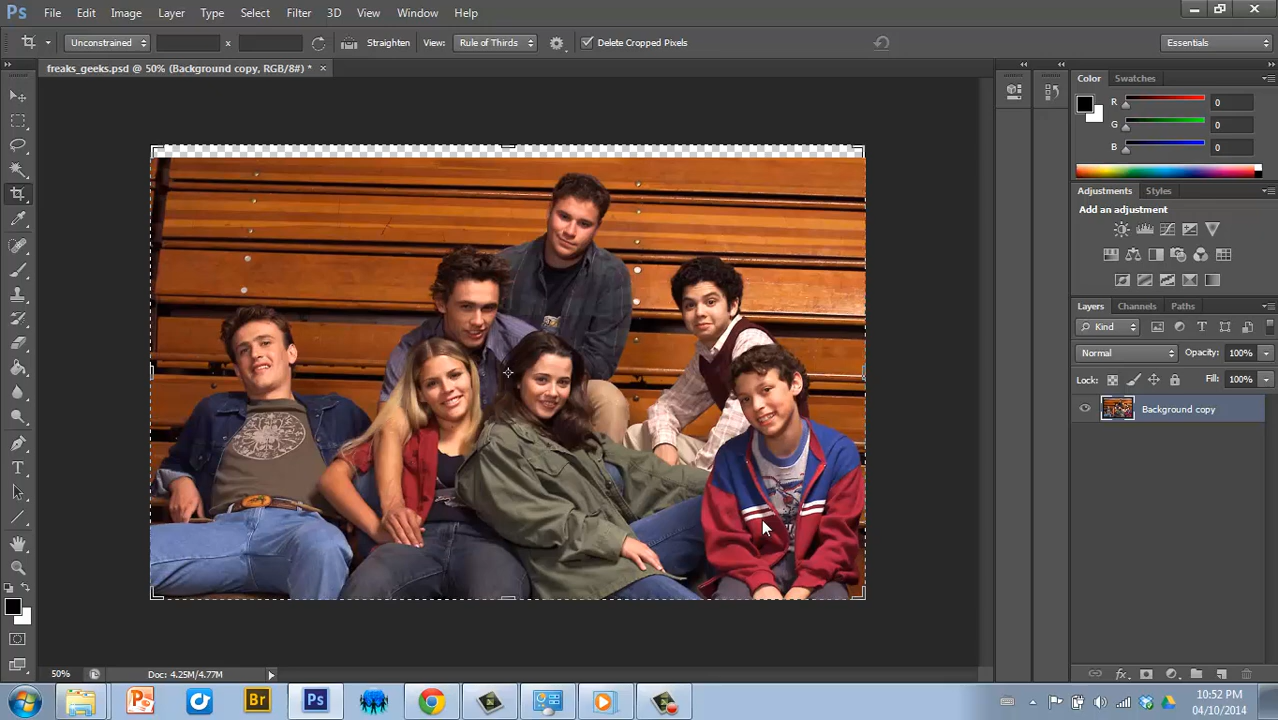 Ps File Edit Image Layer Type Select Filter 3D View Window Help
Unconstrained x Straighten View: Rule of Thirds Delete Cropped Pixels Essentials
freaks_geeks.psd @ 50% (Background copy, RGB/8#) * ×
Color Swatches
R 0
G 0
B 0
Adjustments Styles
Add an adjustment
Layers Channels Paths
Kind
Normal Opacity: 100%
Lock: Fill: 100%
Background copy
50% Doc: 4.25M/4.77M
Br Ps
10:52 PM
04/10/2014